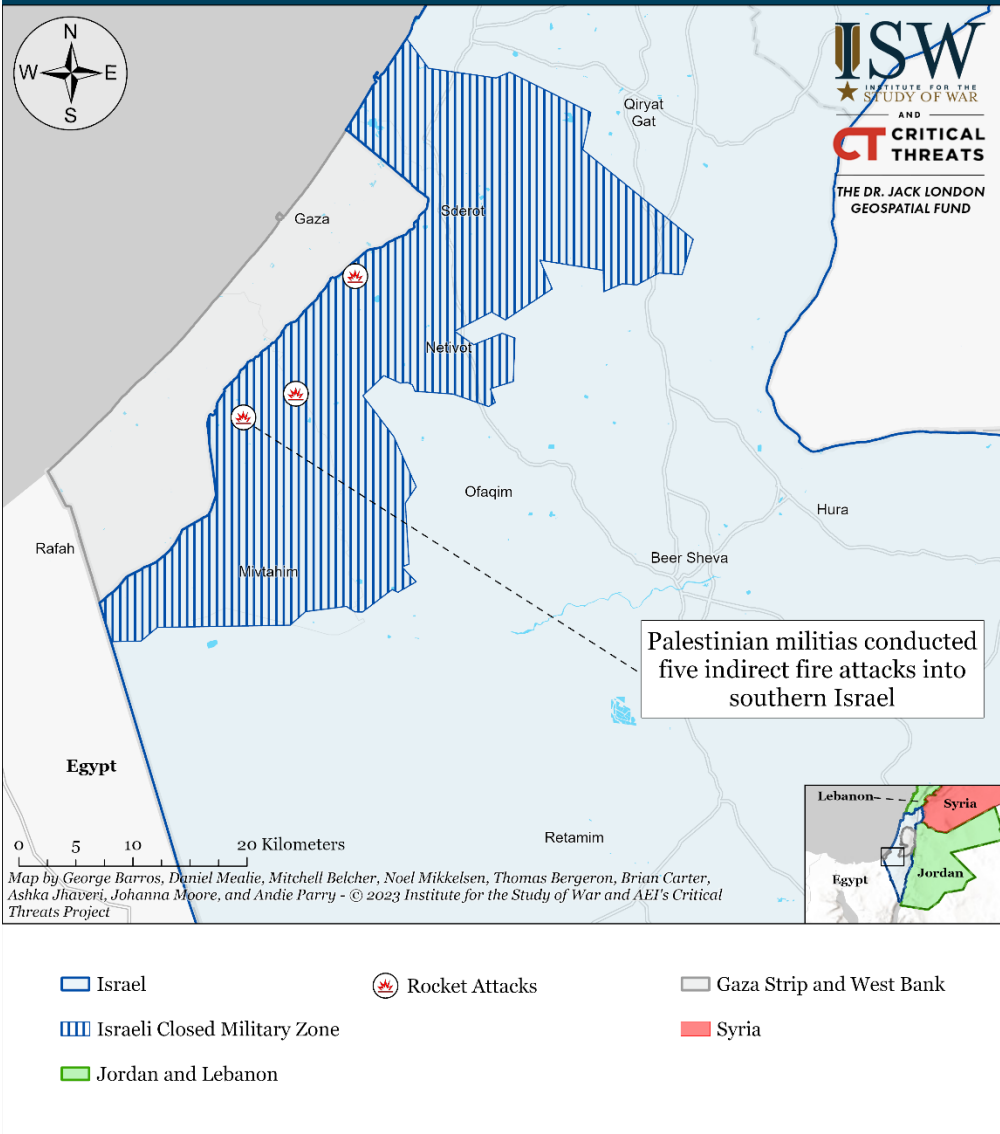 N
W E
S
ISW
INSTITUTE FOR THE
STUDY OF WAR
AND
CT CRITICAL
THREATS
THE DR. JACK LONDON
GEOSPATIAL FUND
Qiryat
Gat
Sderot
Gaza
Netivot
Ofaqim
Hura
Rafah
Beer Sheva
Mivtahim
Palestinian militias conducted
five indirect fire attacks into
southern Israel
Egypt
Retamim
0 5 10 20 Kilometers
Map by George Barros, Daniel Mealie, Mitchell Belcher, Noel Mikkelsen, Thomas Bergeron, Brian Carter,
Ashka Jhaveri, Johanna Moore, and Andie Parry - © 2023 Institute for the Study of War and AEI's Critical
Threats Project
Lebanon
Syria
Egypt
Jordan
Israel
Rocket Attacks
Gaza Strip and West Bank
Israeli Closed Military Zone
Syria
Jordan and Lebanon